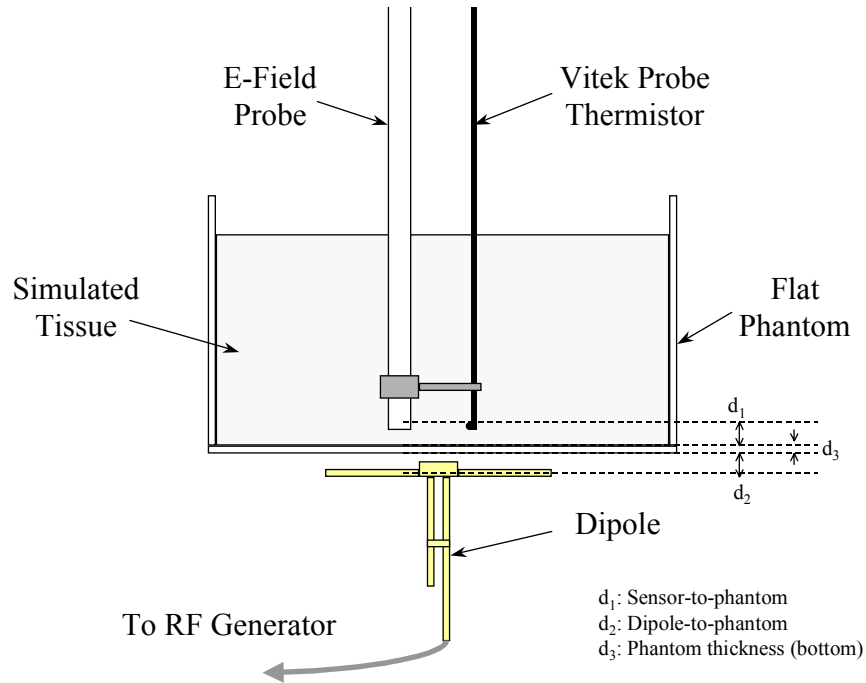 E-Field
Probe
Vitek Probe
Thermistor
Simulated
Tissue
Flat
Phantom
d1
d3
d2
Dipole
To RF Generator
d1: Sensor-to-phantom
d2: Dipole-to-phantom
d3: Phantom thickness (bottom)